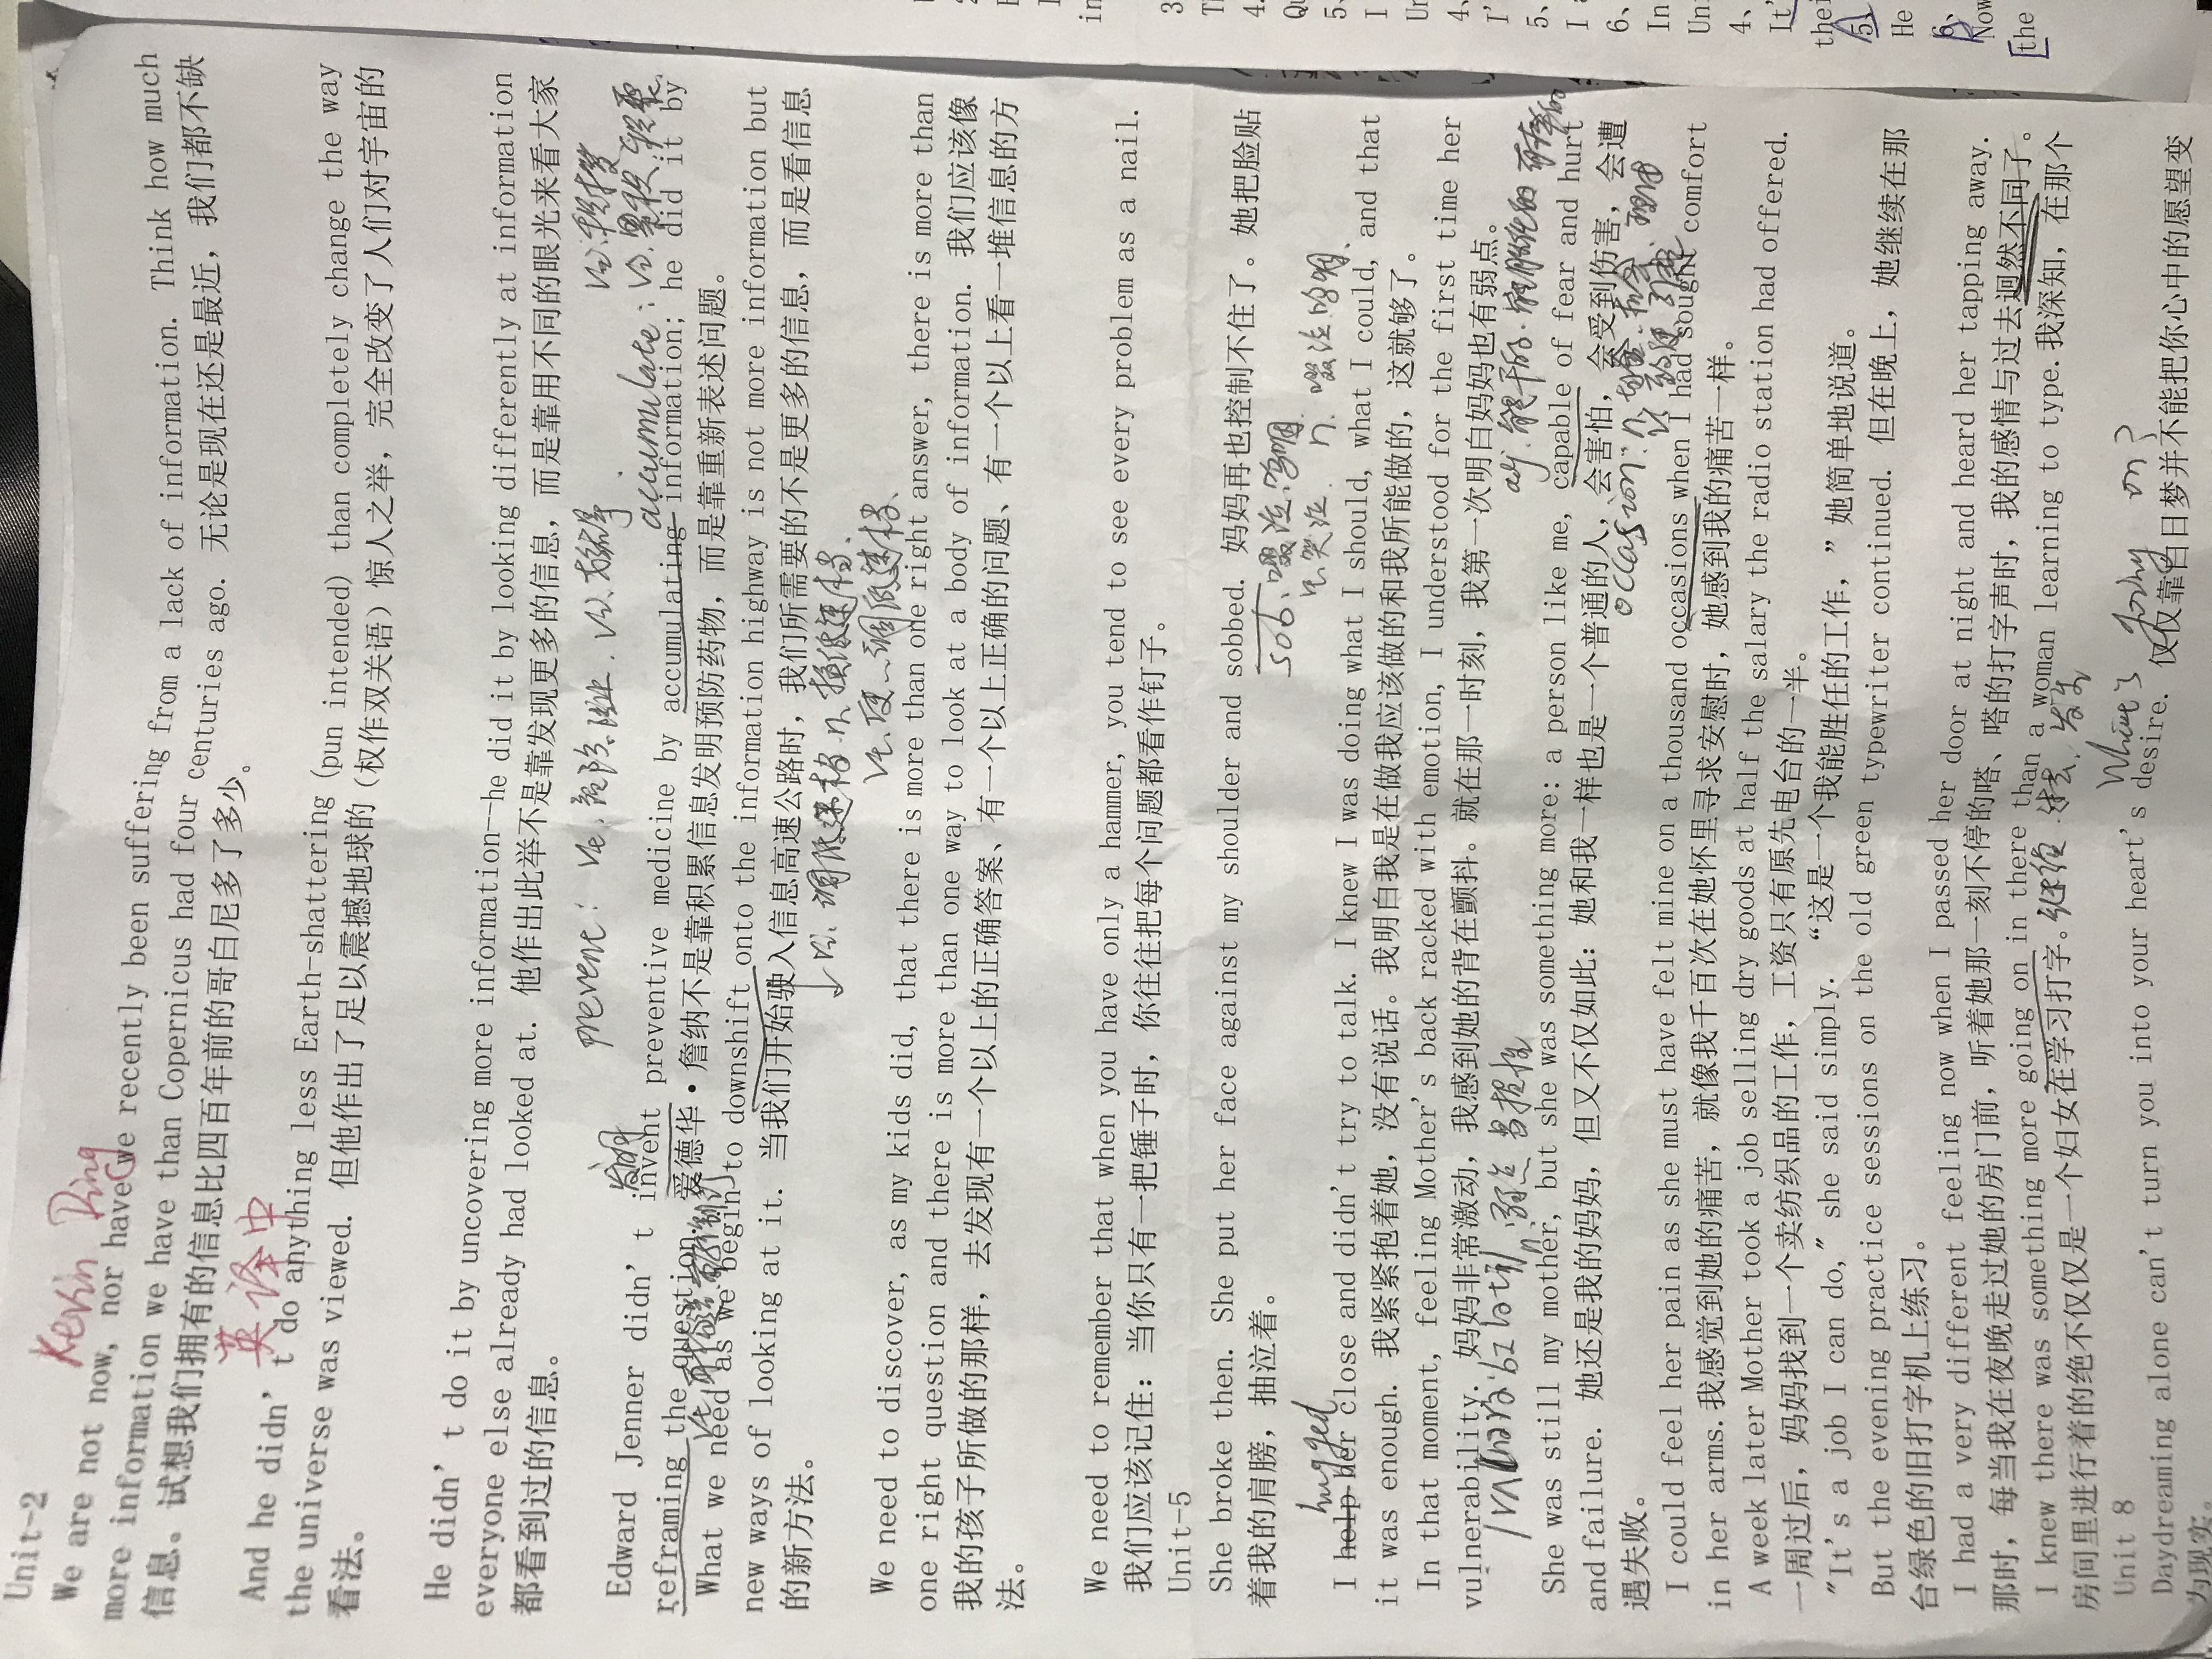 Unit-2
Kevin Ding
We are not now, nor have we recently been suffering from a lack of information. Think how much
more information we have than Copernicus had four centuries ago. 无论是现在还是最近，我们都不缺
信息。试想我们拥有的信息比四百年前的哥白尼多了多少。
英译中
And he didn't do anything less Earth-shattering (pun intended) than completely change the way
the universe was viewed. 但他作出了足以震撼地球的（权作双关语）惊人之举，完全改变了人们对宇宙的
看法。
He didn't do it by uncovering more information--he did it by looking differently at information
everyone else already had looked at. 他作出此举不是靠发现更多的信息，而是靠用不同的眼光来看大家
都看到过的信息。
prevent: vt. 预防、阻止. vi. 妨碍 vi. 积攒
发明 accumulate: vt. 累积, 积聚
Edward Jenner didn't invent preventive medicine by accumulating information; he did it by
reframing the question. 爱德华·詹纳不是靠积累信息发明预防药物，而是靠重新表述问题。
What we need as we begin to downshift onto the information highway is not more information but
new ways of looking at it. 当我们开始驶入信息高速公路时，我们所需要的不是更多的信息，而是看信息
的新方法。
vi. 调低速档 n. 换低速档.
vt. 使…调低速档.
We need to discover, as my kids did, that there is more than one right answer, there is more than
one right question and there is more than one way to look at a body of information. 我们应该像
我的孩子所做的那样，去发现有一个以上的正确答案、有一个以上正确的问题、有一个以上看一堆信息的方
法。
We need to remember that when you have only a hammer, you tend to see every problem as a nail.
我们应该记住：当你只有一把锤子时，你往往把每个问题都看作钉子。
Unit-5
She broke then. She put her face against my shoulder and sobbed. 妈妈再也控制不住了。她把脸贴
着我的肩膀，抽泣着。
sob. 啜泣.呜咽
哭泣. n. 啜泣.呜咽.
hugged
I help her close and didn't try to talk. I knew I was doing what I should, what I could, and that
it was enough. 我紧紧抱着她，没有说话。我明白我是在做我应该做的和我所能做的，这就够了。
In that moment, feeling Mother's back racked with emotion, I understood for the first time her
vulnerability. 妈妈非常激动，我感到她的背在颤抖。就在那一时刻，我第一次明白妈妈也有弱点。
n. 弱点 易损性
adj. 能干的. 能胜任的 有才华的
She was still my mother, but she was something more: a person like me, capable of fear and hurt
and failure. 她还是我的妈妈，但又不仅如此：她和我一样也是一个普通的人，会害怕，会受到伤害，会遭
遇失败。
occasion: n. 时机. 机会. 理由
vt. 引起
I could feel her pain as she must have felt mine on a thousand occasions when I had sought comfort
in her arms. 我感觉到她的痛苦，就像我千百次在她怀里寻求安慰时，她感到我的痛苦一样。
A week later Mother took a job selling dry goods at half the salary the radio station had offered.
一周过后，妈妈找到一个卖纺织品的工作，工资只有原先电台的一半。
"It's a job I can do," she said simply. “这是一个我能胜任的工作，”她简单地说道。
But the evening practice sessions on the old green typewriter continued. 但在晚上，她继续在那
台绿色的旧打字机上练习。
I had a very different feeling now when I passed her door at night and heard her tapping away.
那时，每当我在夜晚走过她的房门前，听着她那一刻不停的嗒、嗒的打字声时，我的感情与过去迥然不同了。
I knew there was something more going on in there than a woman learning to type. 我深知，在那个
房间里进行着的绝不仅仅是一个妇女在学习打字。继续 进去. 发生
Unit 8
What's going on?
Daydreaming alone can't turn you into your heart's desire. 仅仅靠白日梦并不能把你心中的愿望变
为现实。